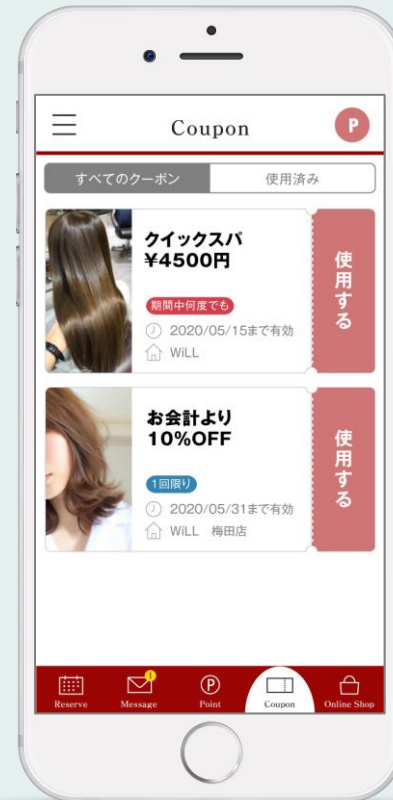 Coupon
P
すべてのクーポン
使用済み
クイックスパ
¥4500円
期間中何度でも
2020/05/15まで有効
WiLL
使用する
お会計より
10%OFF
1回限り
2020/05/31まで有効
WiLL 梅田店
使用する
1
P
Reserve
Message
Point
Coupon
Online Shop